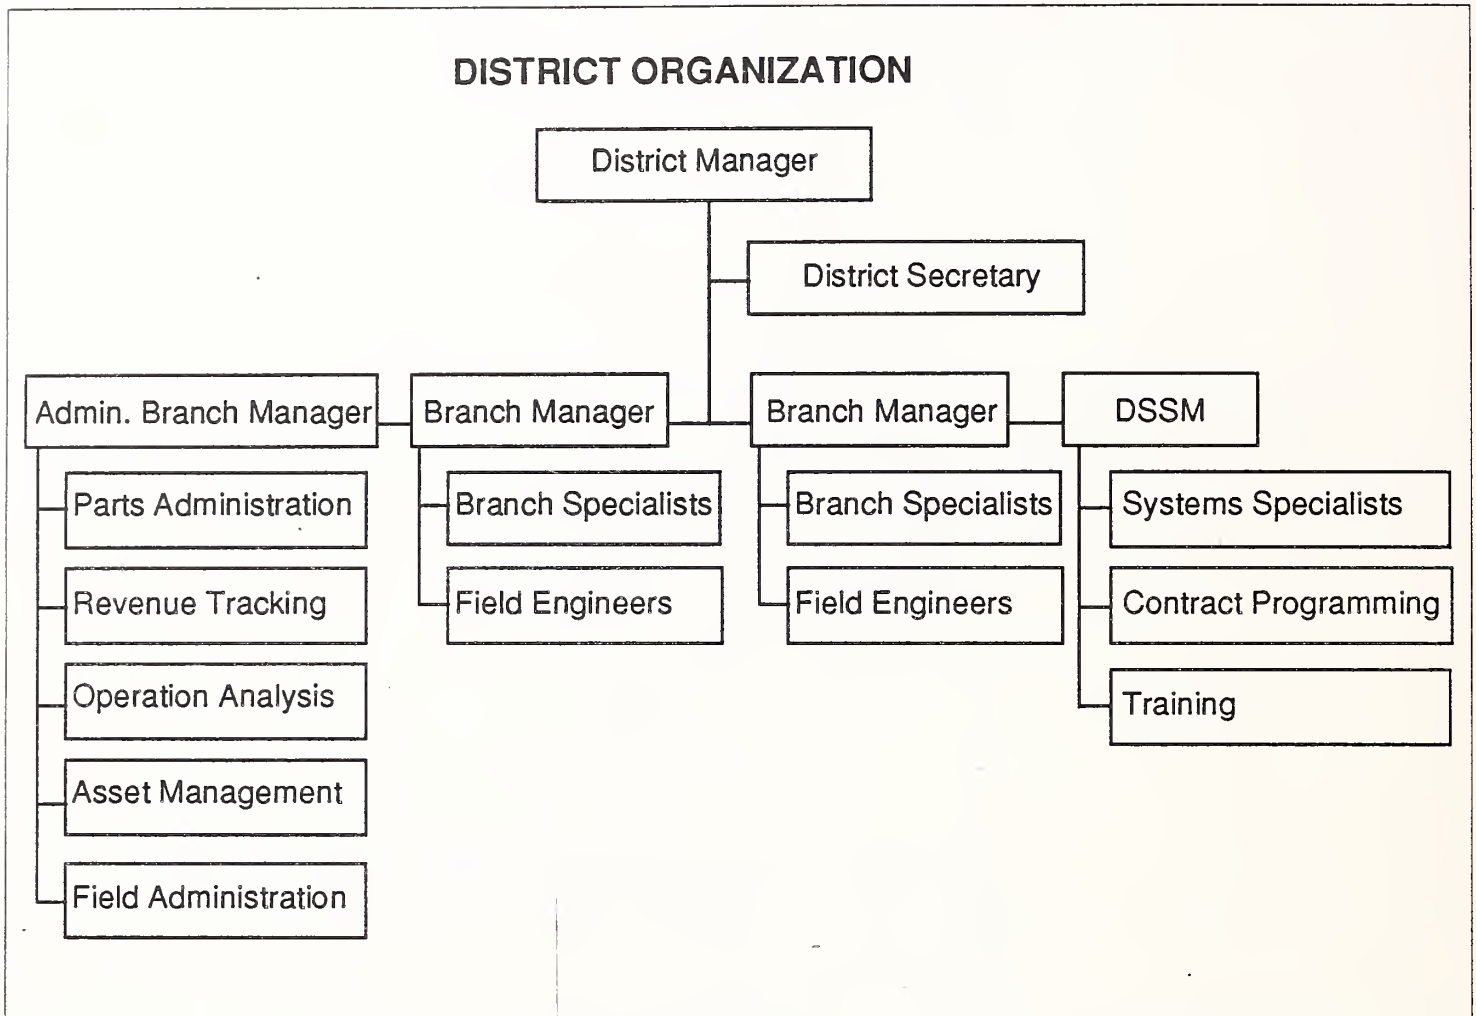 DISTRICT ORGANIZATION
District Manager
District Secretary
Admin. Branch Manager
Branch Manager
Branch Manager
DSSM
Parts Administration
Revenue Tracking
Operation Analysis
Asset Management
Field Administration
Branch Specialists
Field Engineers
Branch Specialists
Field Engineers
Systems Specialists
Contract Programming
Training